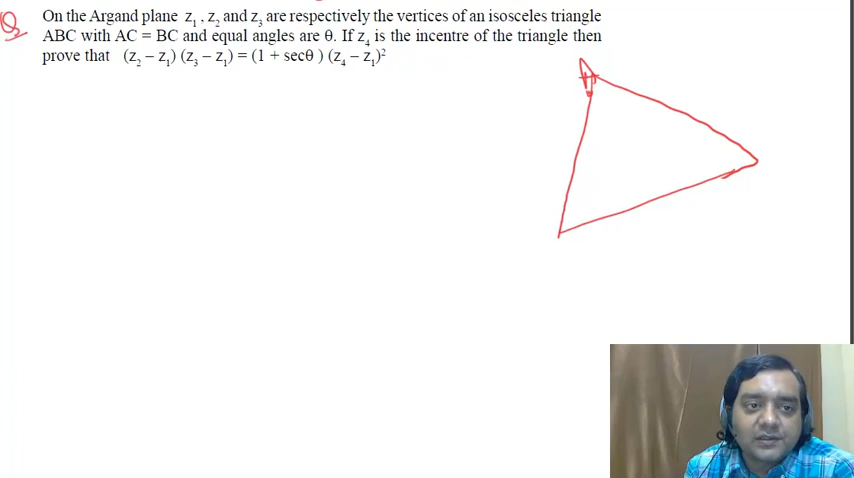 Q
On the Argand plane z₁ , z₂ and z₃ are respectively the vertices of an isosceles triangle
ABC with AC = BC and equal angles are θ. If z₄ is the incentre of the triangle then
prove that (z₂ – z₁) (z₃ – z₁) = (1 + secθ ) (z₄ – z₁)²
A